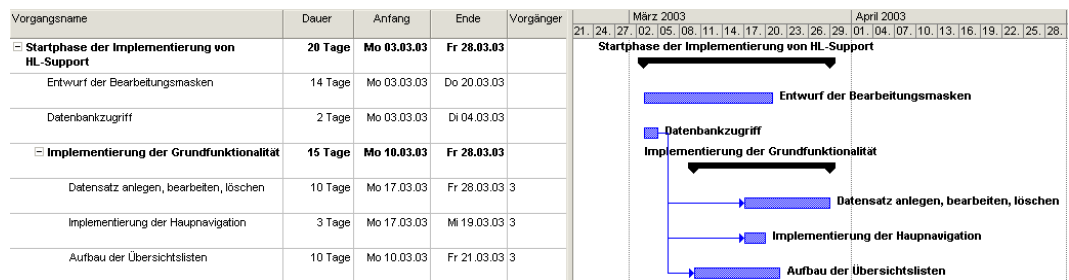 Vorgangsname Dauer Anfang Ende Vorgänger
März 2003 April 2003
21. 24. 27. 02. 05. 08. 11. 14. 17. 20. 23. 26. 29. 01. 04. 07. 10. 13. 16. 19. 22. 25. 28.
Startphase der Implementierung von HL-Support 20 Tage Mo 03.03.03 Fr 28.03.03
Startphase der Implementierung von HL-Support
Entwurf der Bearbeitungsmasken 14 Tage Mo 03.03.03 Do 20.03.03
Entwurf der Bearbeitungsmasken
Datenbankzugriff 2 Tage Mo 03.03.03 Di 04.03.03
Datenbankzugriff
Implementierung der Grundfunktionalität 15 Tage Mo 10.03.03 Fr 28.03.03
Implementierung der Grundfunktionalität
Datensatz anlegen, bearbeiten, löschen 10 Tage Mo 17.03.03 Fr 28.03.03 3
Datensatz anlegen, bearbeiten, löschen
Implementierung der Haupnavigation 3 Tage Mo 17.03.03 Mi 19.03.03 3
Implementierung der Haupnavigation
Aufbau der Übersichtslisten 10 Tage Mo 10.03.03 Fr 21.03.03 3
Aufbau der Übersichtslisten